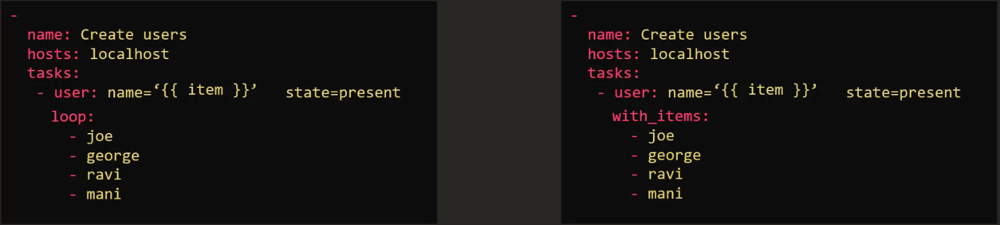 -
name: Create users
hosts: localhost
tasks:
- user: name=‘{{ item }}’ state=present
loop:
- joe
- george
- ravi
- mani
-
name: Create users
hosts: localhost
tasks:
- user: name=‘{{ item }}’ state=present
with_items:
- joe
- george
- ravi
- mani